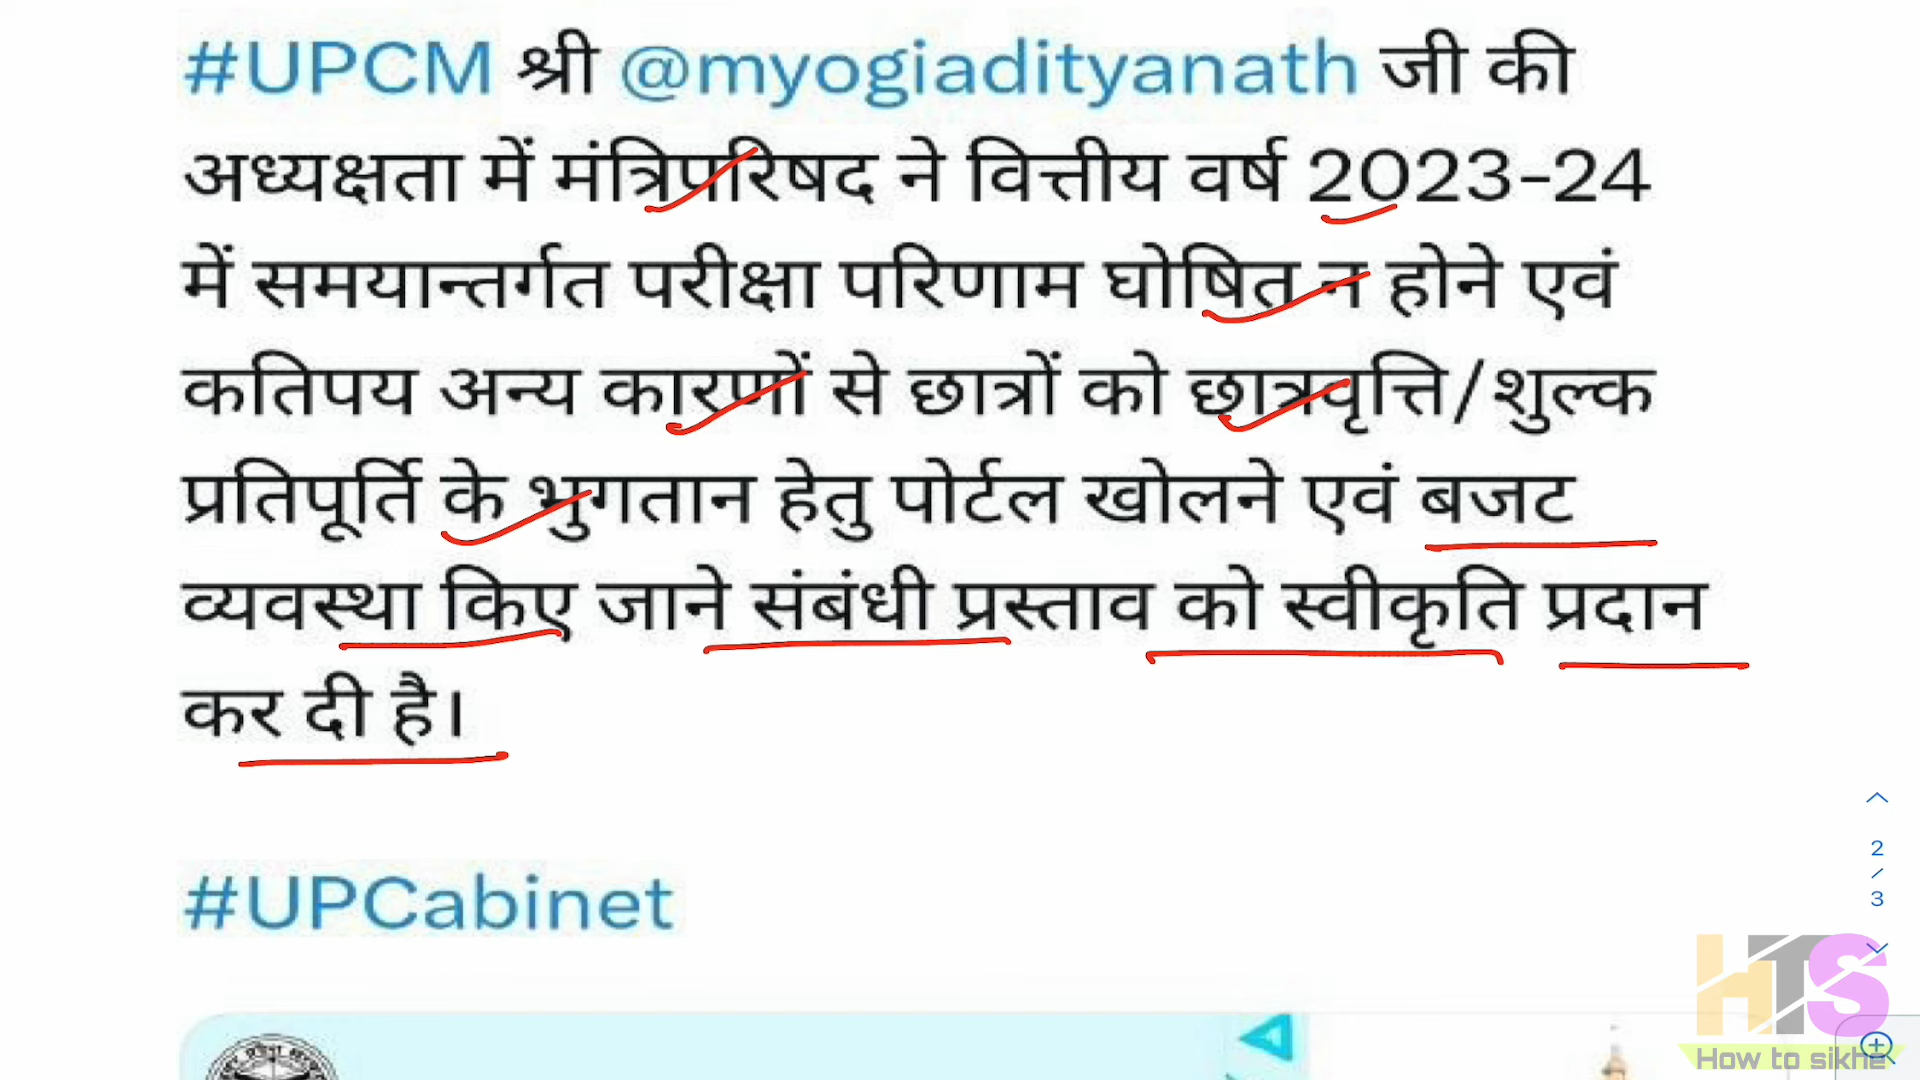 #UPCM श्री @myogiadityanath जी की
अध्यक्षता में मंत्रिपरिषद ने वित्तीय वर्ष 2023-24
में समयान्तर्गत परीक्षा परिणाम घोषित न होने एवं
कतिपय अन्य कारणों से छात्रों को छात्रवृत्ति/शुल्क
प्रतिपूर्ति के भुगतान हेतु पोर्टल खोलने एवं बजट
व्यवस्था किए जाने संबंधी प्रस्ताव को स्वीकृति प्रदान
कर दी है।
#UPCabinet
2
/
3
HTS
How to sikhe